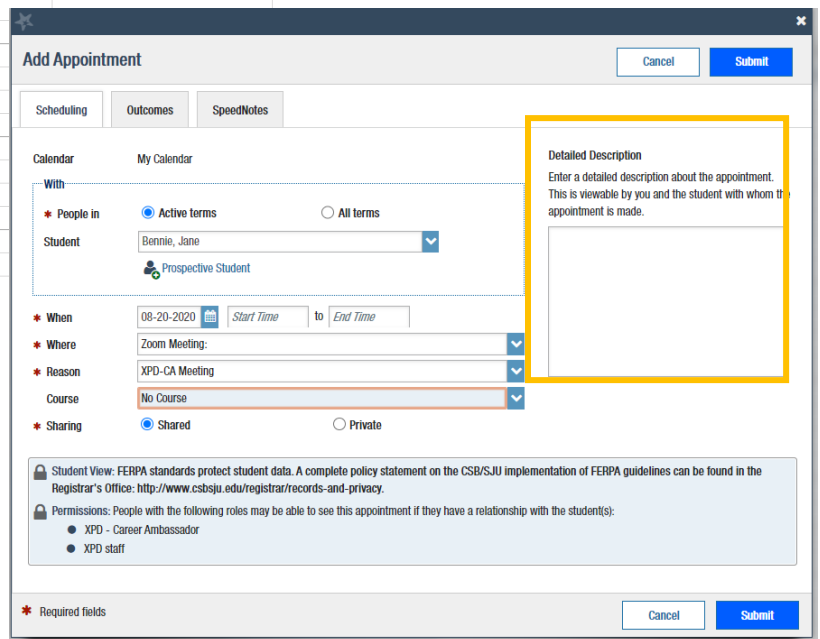 Add Appointment
Cancel
Submit
Scheduling
Outcomes
SpeedNotes
Calendar My Calendar
With
* People in Active terms All terms
Student Bennie, Jane
Prospective Student
* When 08-20-2020 Start Time to End Time
* Where Zoom Meeting:
* Reason XPD-CA Meeting
Course No Course
* Sharing Shared Private
Detailed Description
Enter a detailed description about the appointment.
This is viewable by you and the student with whom the
appointment is made.
Student View: FERPA standards protect student data. A complete policy statement on the CSB/SJU implementation of FERPA guidelines can be found in the
Registrar's Office: http://www.csbsju.edu/registrar/records-and-privacy.
Permissions: People with the following roles may be able to see this appointment if they have a relationship with the student(s):
● XPD - Career Ambassador
● XPD staff
* Required fields
Cancel
Submit